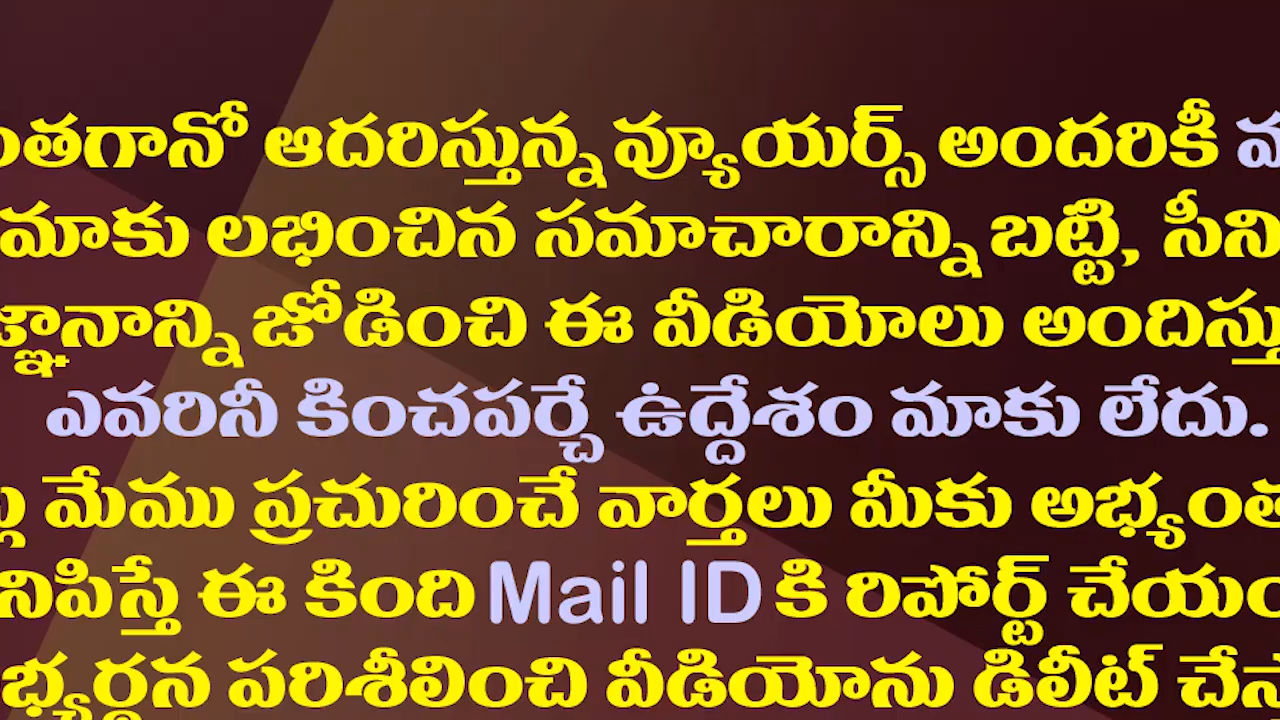 ంతగానో ఆదరిస్తున్న వ్యూయర్స్ అందరికీ
మాకు లభించిన సమాచారాన్ని బట్టి, సీని
జ్ఞానాన్ని జోడించి ఈ వీడియోలు అందిస్తు
ఎవరినీ కించపర్చే ఉద్దేశం మాకు లేదు.
మేము ప్రచురించే వార్తలు మీకు అభ్యంత
నిపిస్తే ఈ కింది Mail ID కి రిపోర్ట్ చేయం
భ్యర్థన పరిశీలించి వీడియోను డిలీట్ చేస